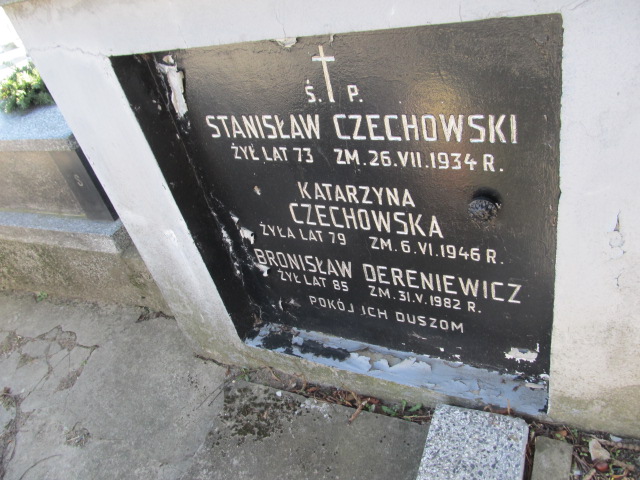 Ś. P.
STANISŁAW CZECHOWSKI
ŻYŁ LAT 73 ZM. 26.VII.1934 R.
KATARZYNA
CZECHOWSKA
ŻYŁA LAT 79 ZM. 6.VI.1946 R.
BRONISŁAW DERENIEWICZ
ŻYŁ LAT 85 ZM. 31.V.1982 R.
POKÓJ ICH DUSZOM